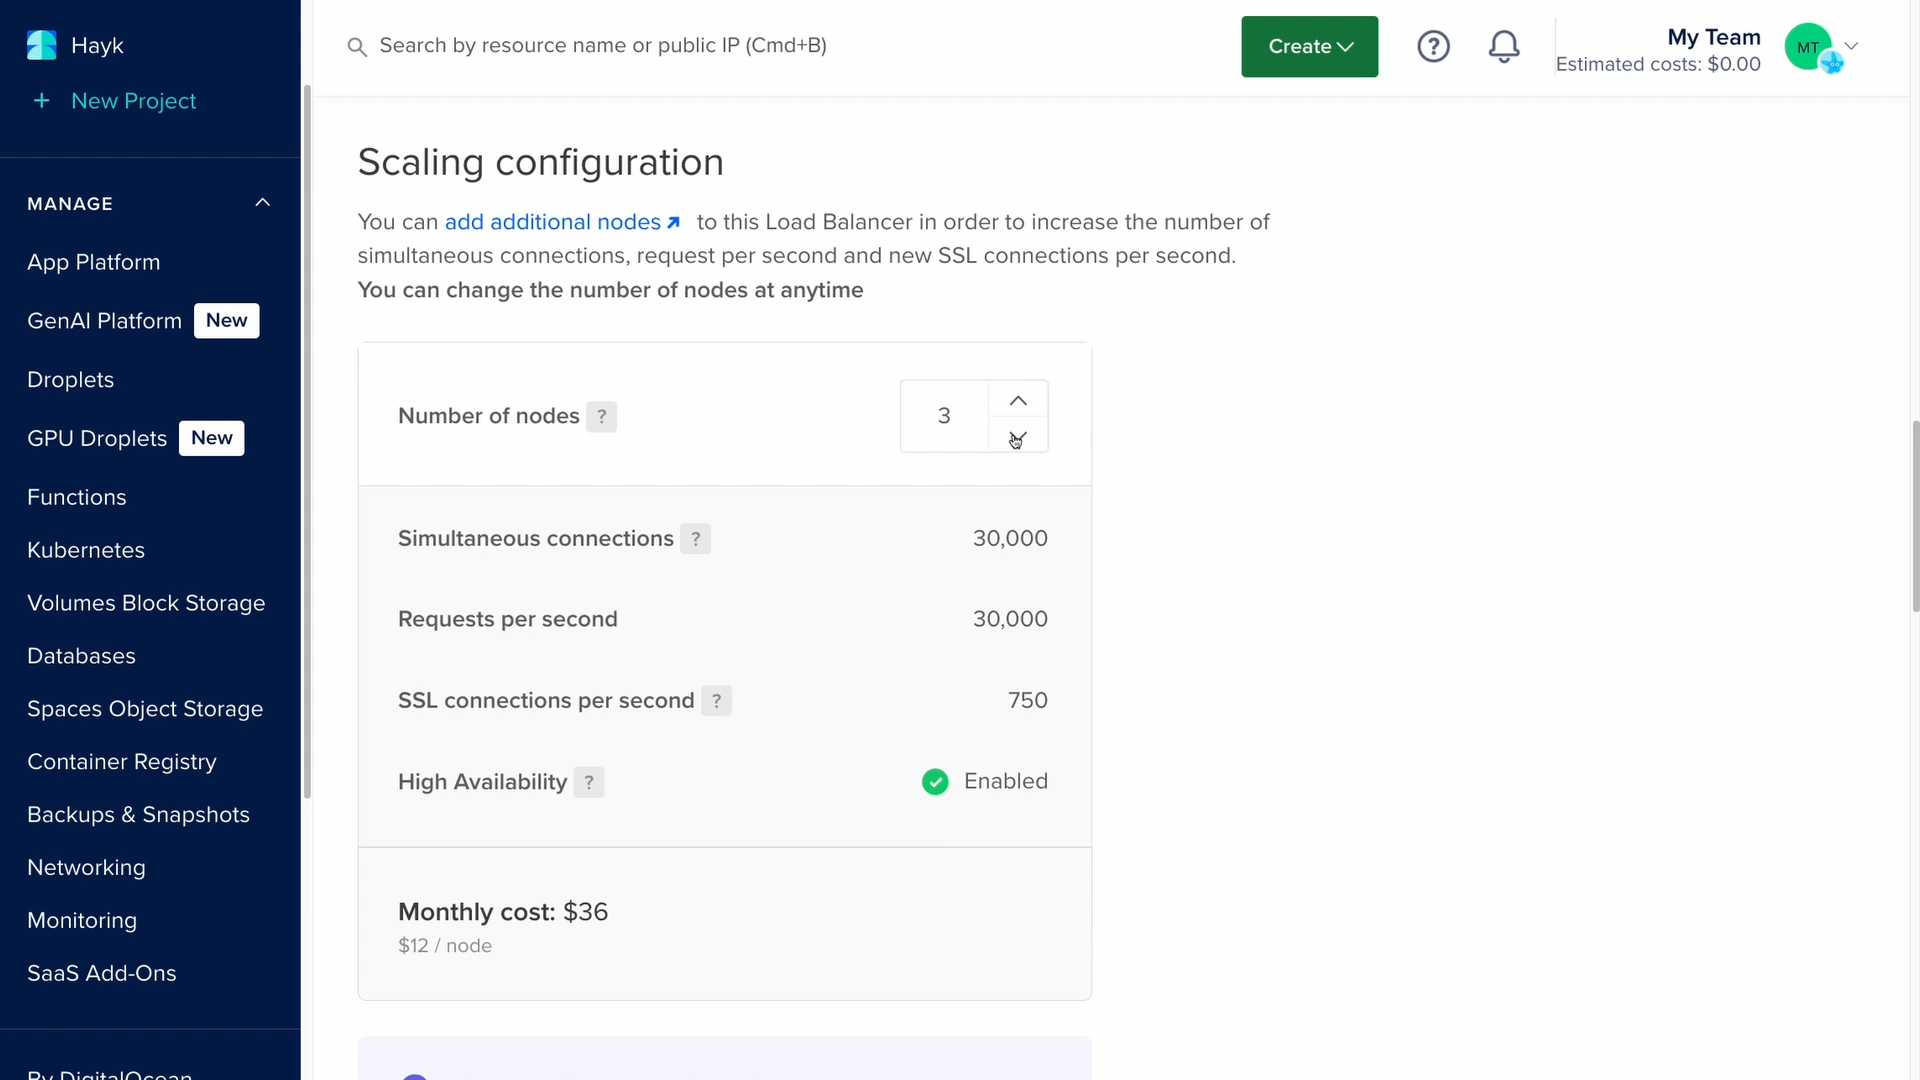 Hayk
+ New Project
MANAGE
App Platform
GenAI Platform New
Droplets
GPU Droplets New
Functions
Kubernetes
Volumes Block Storage
Databases
Spaces Object Storage
Container Registry
Backups & Snapshots
Networking
Monitoring
SaaS Add-Ons
By DigitalOcean
Search by resource name or public IP (Cmd+B)
Create
?
My Team
Estimated costs: $0.00
MT
Scaling configuration
You can add additional nodes to this Load Balancer in order to increase the number of
simultaneous connections, request per second and new SSL connections per second.
You can change the number of nodes at anytime
Number of nodes ? 3
Simultaneous connections ? 30,000
Requests per second 30,000
SSL connections per second ? 750
High Availability ? Enabled
Monthly cost: $36
$12 / node